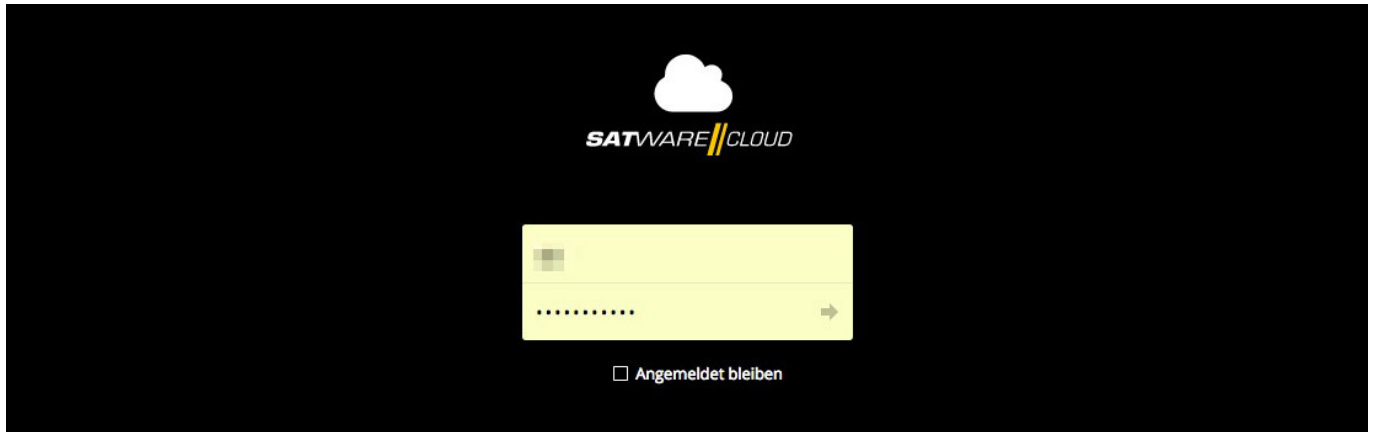 SATWARE//CLOUD
...........
Angemeldet bleiben